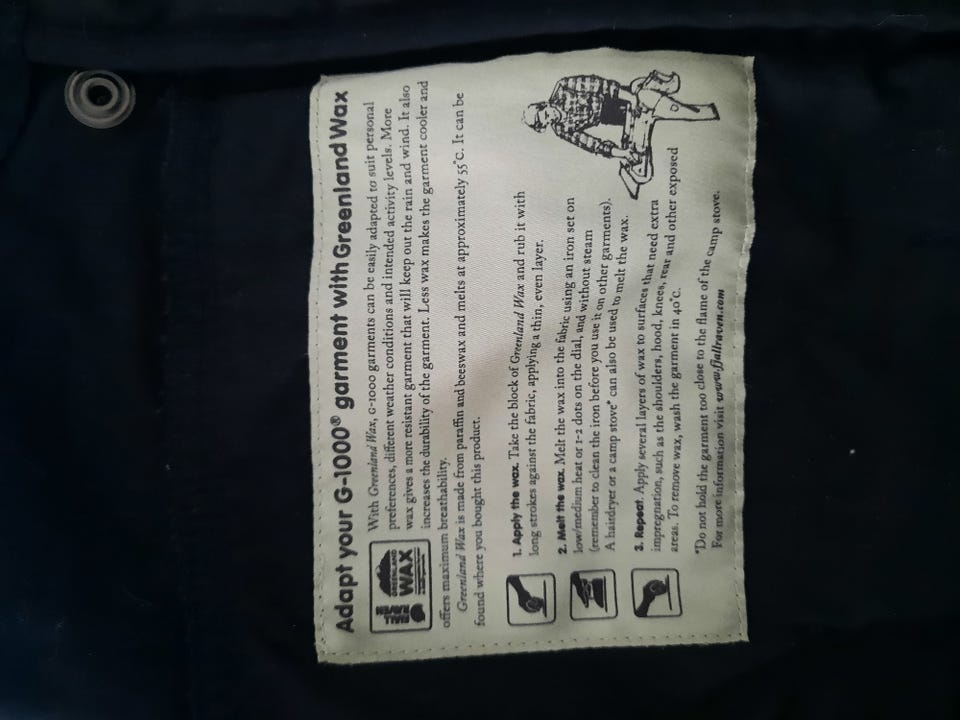 Adapt your G-1000® garment with Greenland Wax
With Greenland Wax, G-1000 garments can be easily adapted to suit personal
preferences, different weather conditions and intended activity levels. More
wax gives a more resistant garment that will keep out the rain and wind. It also
increases the durability of the garment. Less wax makes the garment cooler and
offers maximum breathability.
Greenland Wax is made from paraffin and beeswax and melts at approximately 55°C. It can be
found where you bought this product.
FJÄLL
RÄVEN
GREENLAND
WAX
1. Apply the wax. Take the block of Greenland Wax and rub it with
long strokes against the fabric, applying a thin, even layer.
2. Melt the wax. Melt the wax into the fabric using an iron set on
low/medium heat or 1-2 dots on the dial, and without steam
(remember to clean the iron before you use it on other garments).
A hairdryer or a camp stove* can also be used to melt the wax.
3. Repeat. Apply several layers of wax to surfaces that need extra
impregnation, such as the shoulders, hood, knees, rear and other exposed
areas. To remove wax, wash the garment in 40°C.
*Do not hold the garment too close to the flame of the camp stove.
For more information visit www.fjallraven.com